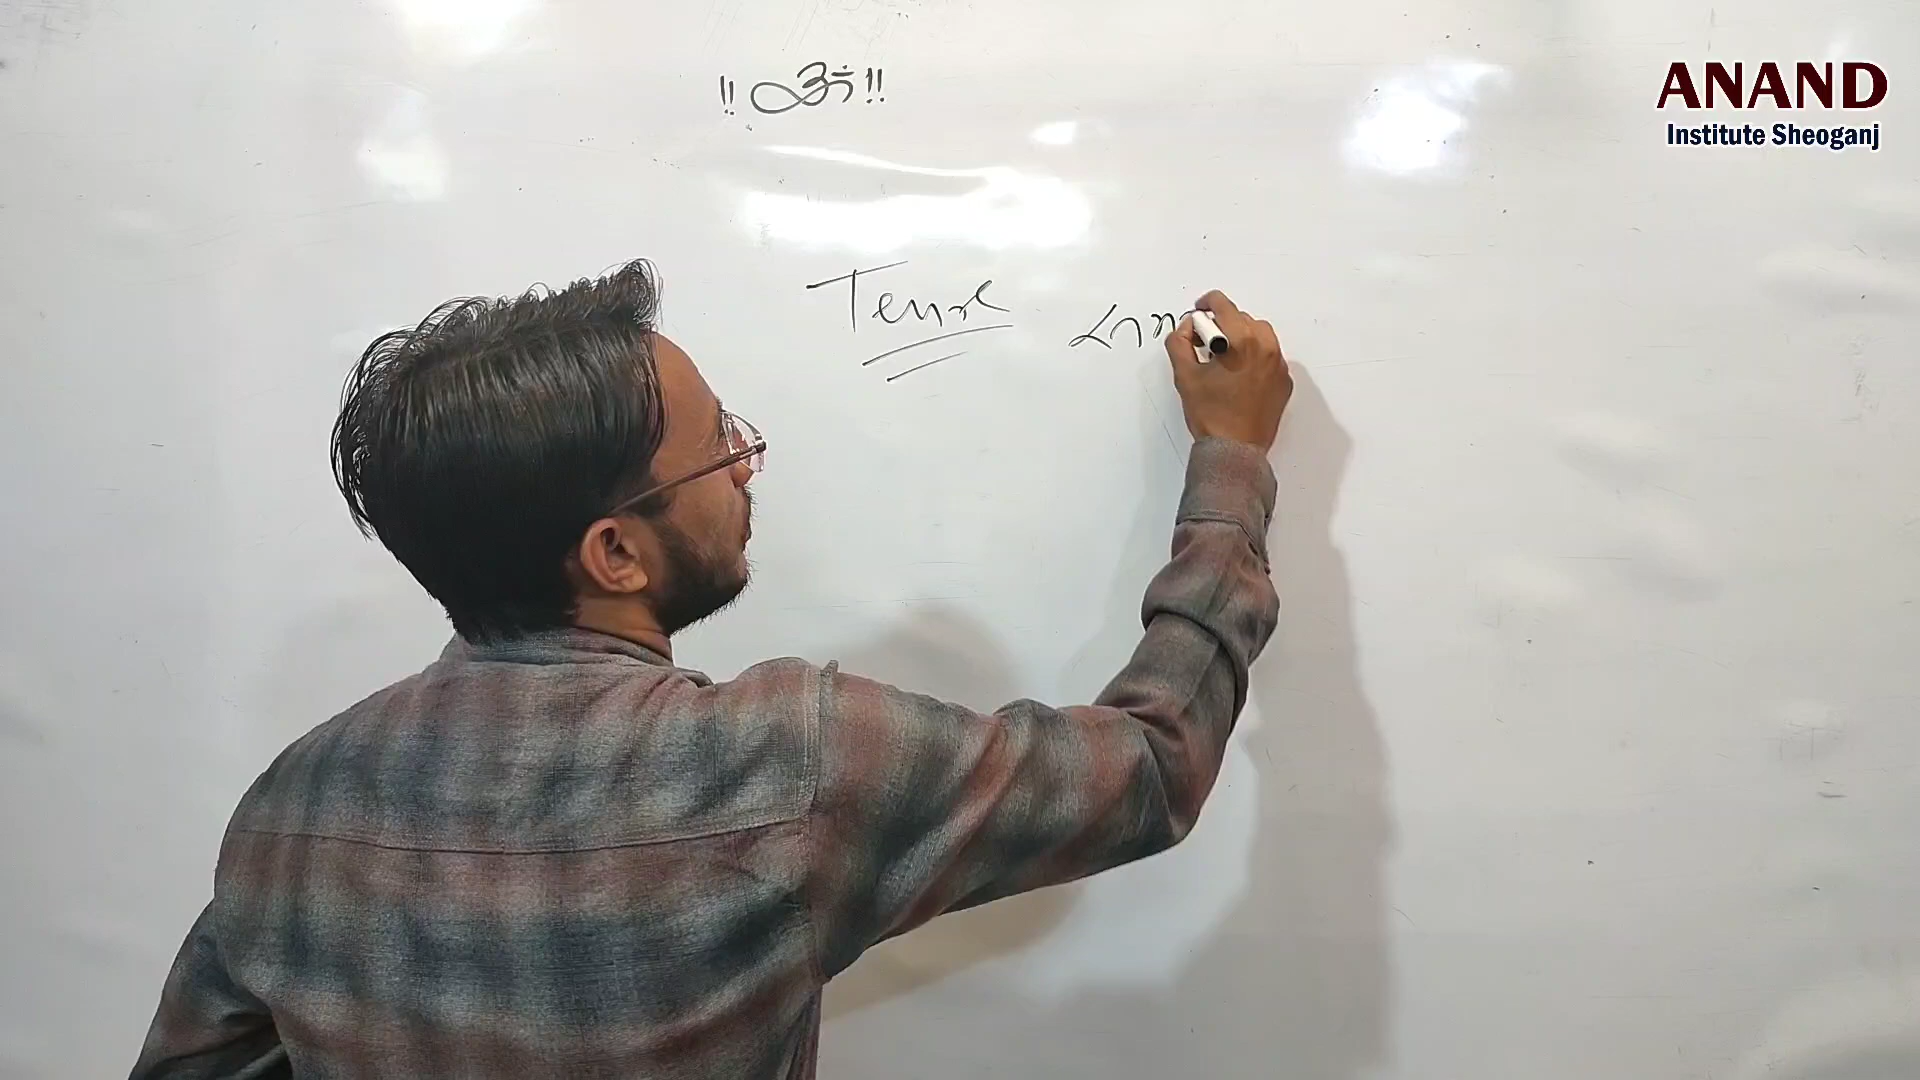 !! ॐ !!
ANAND
Institute Sheoganj
Tense